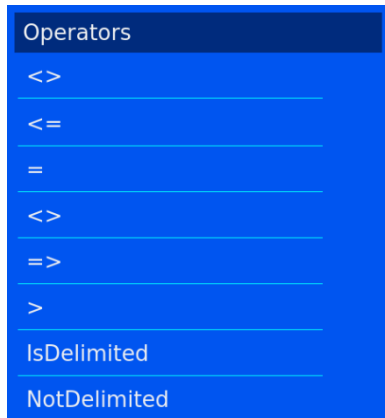 Operators
<>
<=
=
<>
=>
>
IsDelimited
NotDelimited